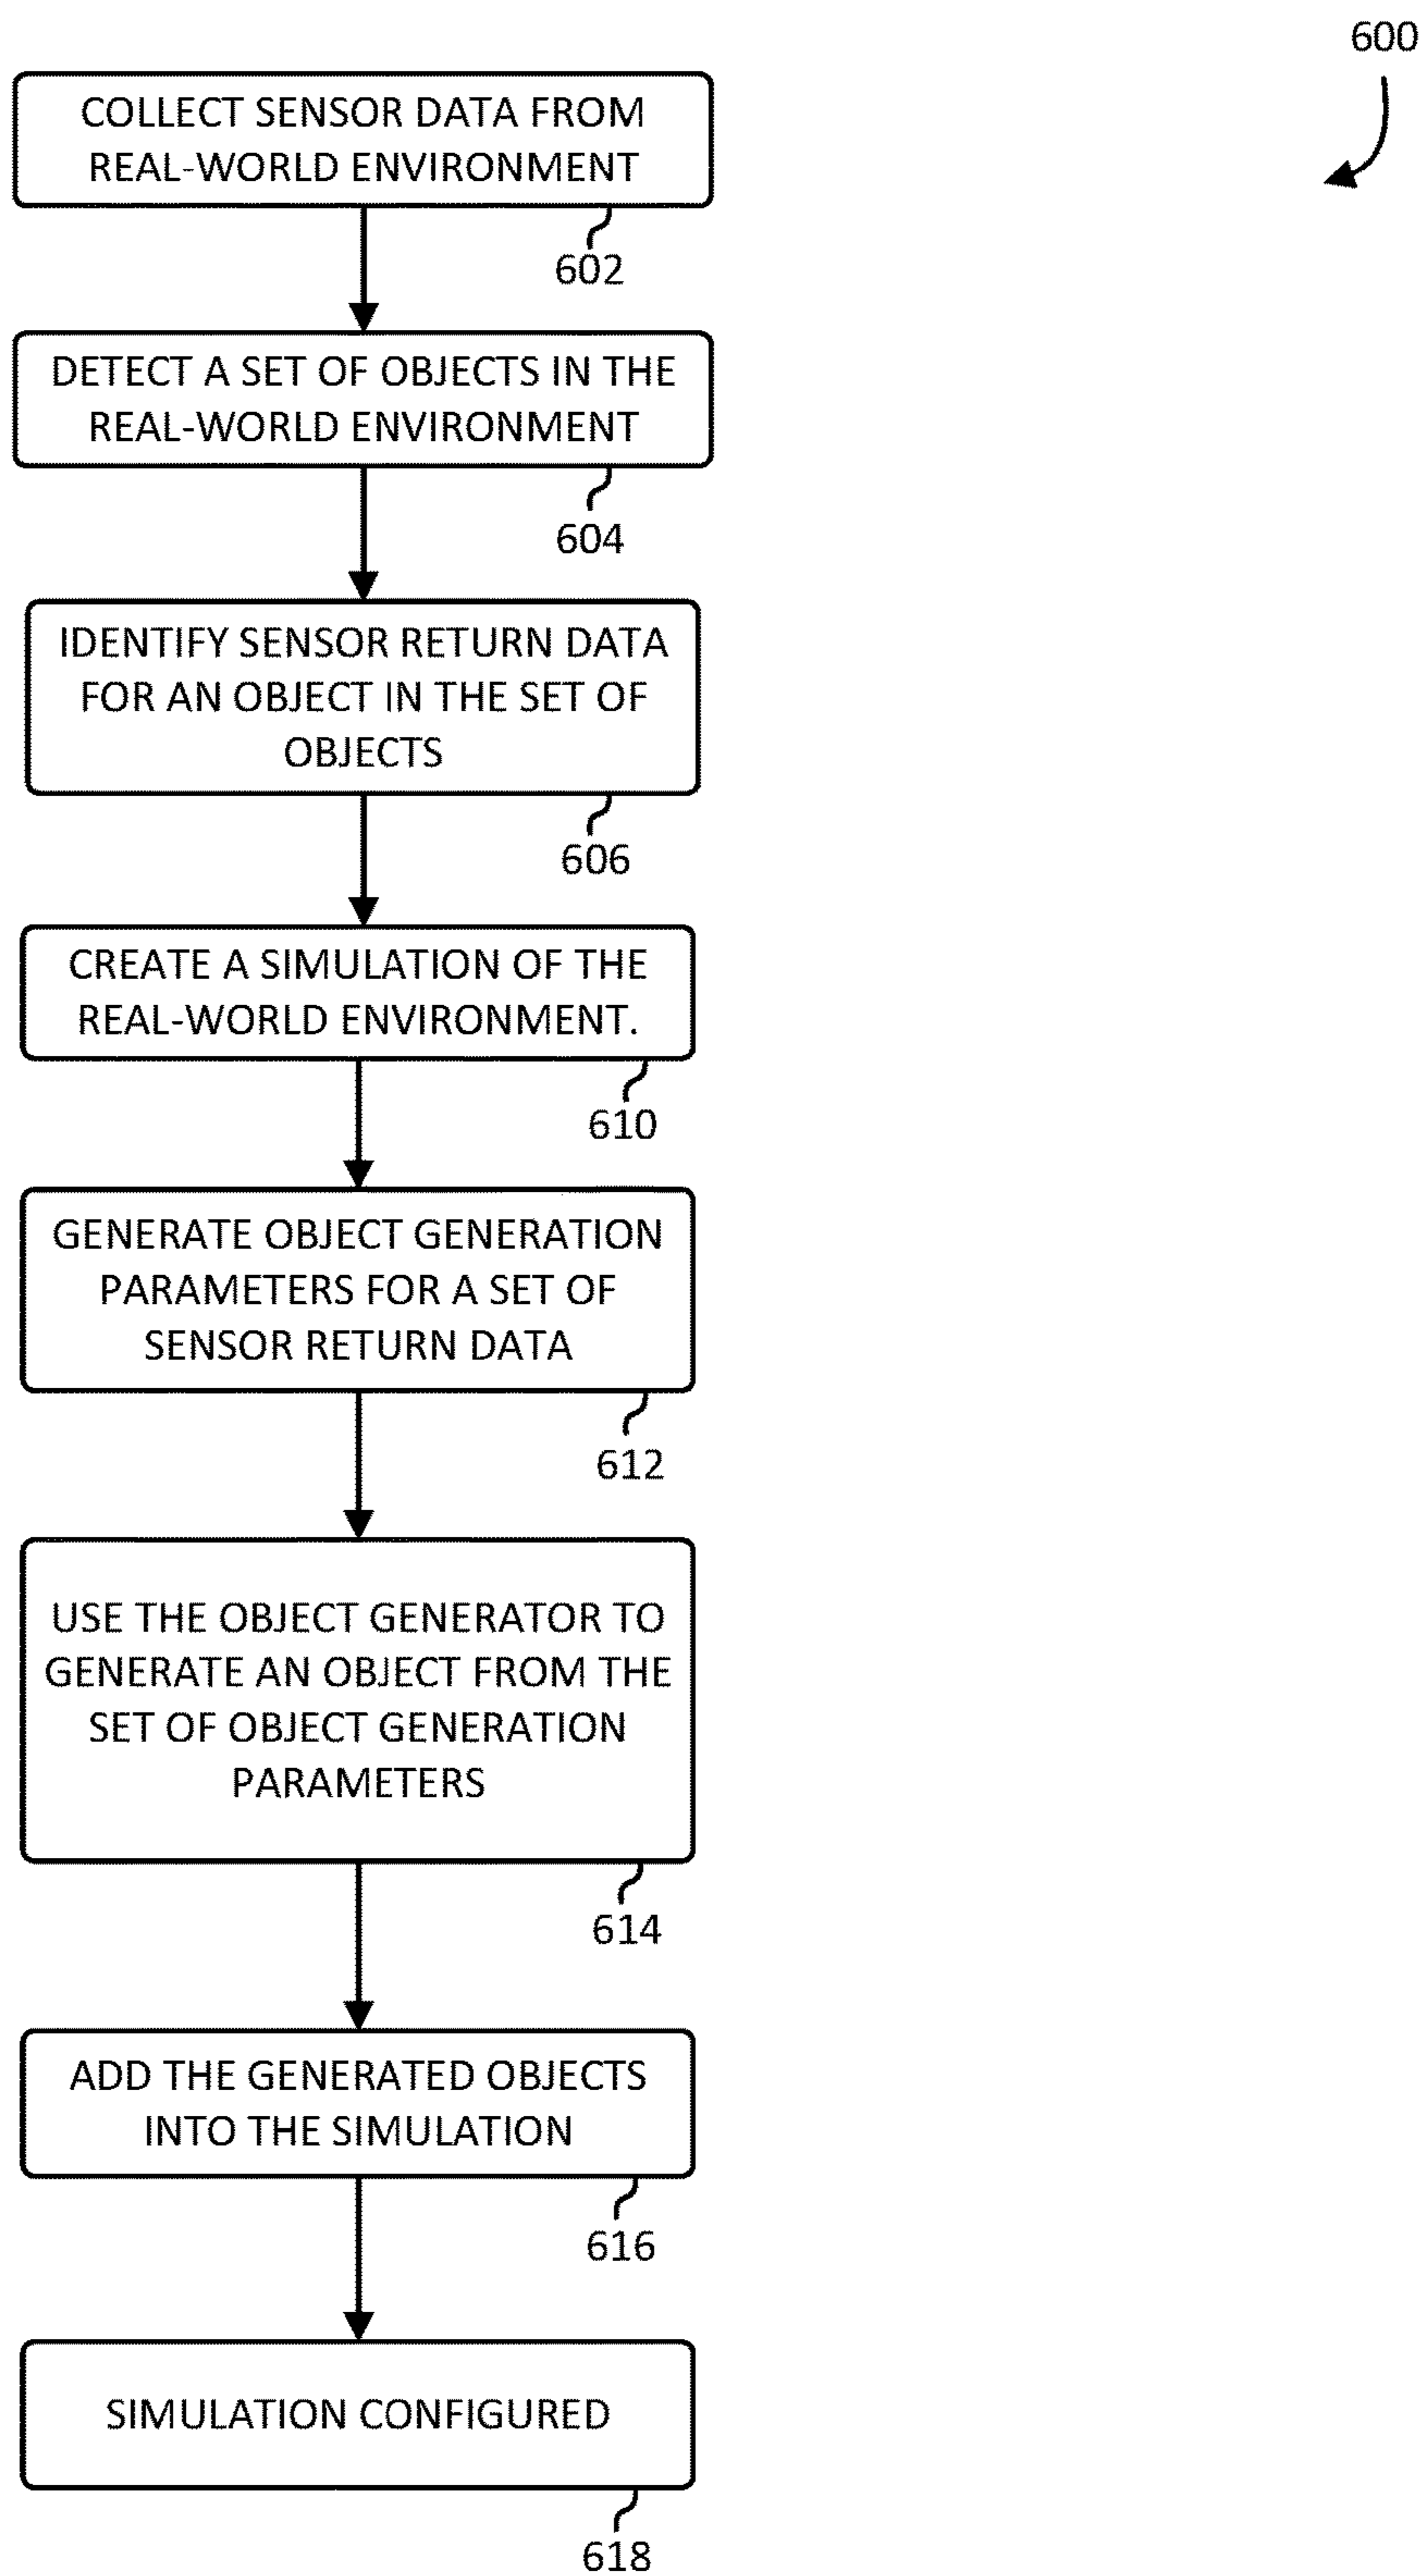 600
COLLECT SENSOR DATA FROM
REAL-WORLD ENVIRONMENT
602
DETECT A SET OF OBJECTS IN THE
REAL-WORLD ENVIRONMENT
604
IDENTIFY SENSOR RETURN DATA
FOR AN OBJECT IN THE SET OF
OBJECTS
606
CREATE A SIMULATION OF THE
REAL-WORLD ENVIRONMENT.
610
GENERATE OBJECT GENERATION
PARAMETERS FOR A SET OF
SENSOR RETURN DATA
612
USE THE OBJECT GENERATOR TO
GENERATE AN OBJECT FROM THE
SET OF OBJECT GENERATION
PARAMETERS
614
ADD THE GENERATED OBJECTS
INTO THE SIMULATION
616
SIMULATION CONFIGURED
618